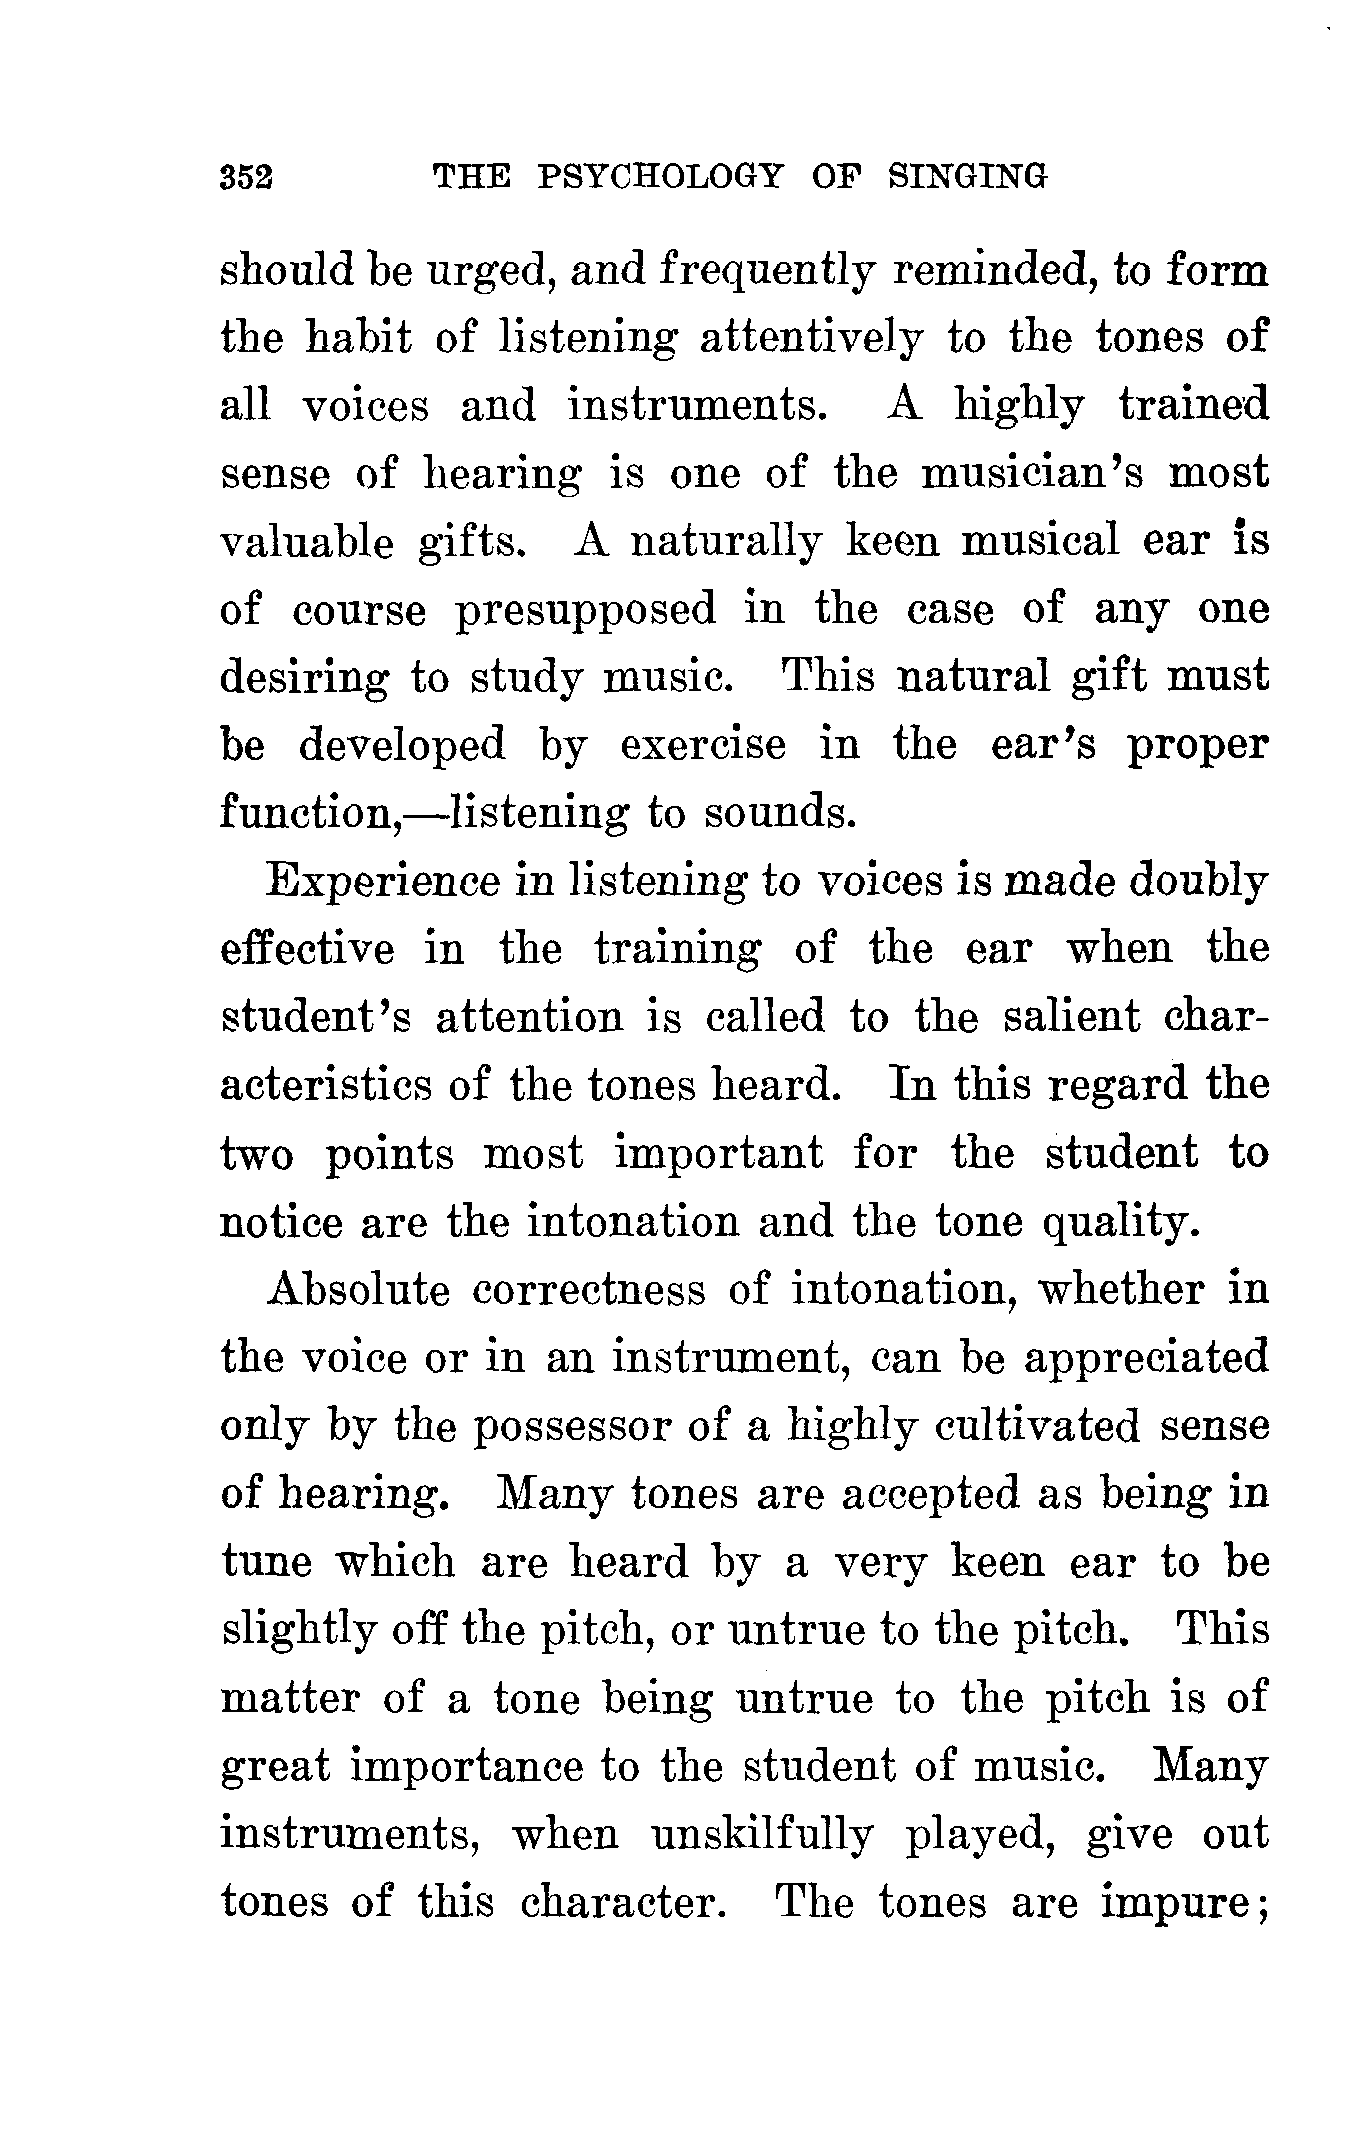 352 THE PSYCHOLOGY OF SINGING
should be urged, and frequently reminded, to form
the habit of listening attentively to the tones of
all voices and instruments. A highly trained
sense of hearing is one of the musician's most
valuable gifts. A naturally keen musical ear is
of course presupposed in the case of any one
desiring to study music. This natural gift must
be developed by exercise in the ear's proper
function,—listening to sounds.
Experience in listening to voices is made doubly
effective in the training of the ear when the
student's attention is called to the salient char-
acteristics of the tones heard. In this regard the
two points most important for the student to
notice are the intonation and the tone quality.
Absolute correctness of intonation, whether in
the voice or in an instrument, can be appreciated
only by the possessor of a highly cultivated sense
of hearing. Many tones are accepted as being in
tune which are heard by a very keen ear to be
slightly off the pitch, or untrue to the pitch. This
matter of a tone being untrue to the pitch is of
great importance to the student of music. Many
instruments, when unskilfully played, give out
tones of this character. The tones are impure;